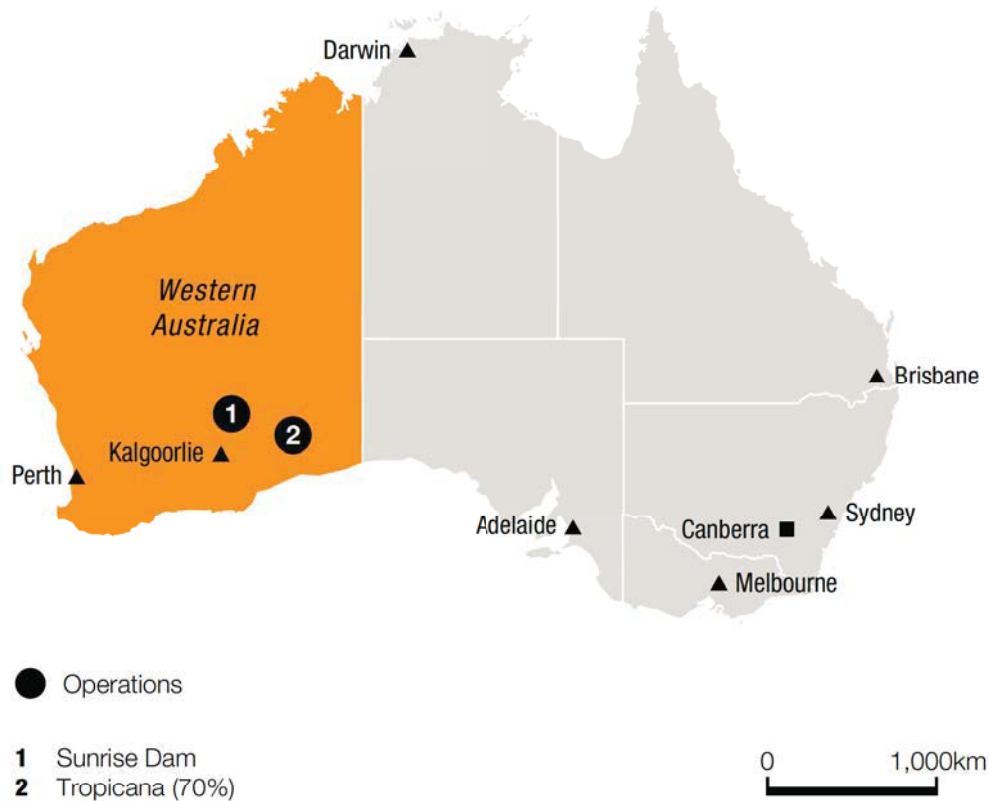 Darwin
Western
Australia
1
2
Kalgoorlie
Perth
Brisbane
Adelaide
Canberra
Sydney
Melbourne
Operations
1 Sunrise Dam
2 Tropicana (70%)
0 1,000km